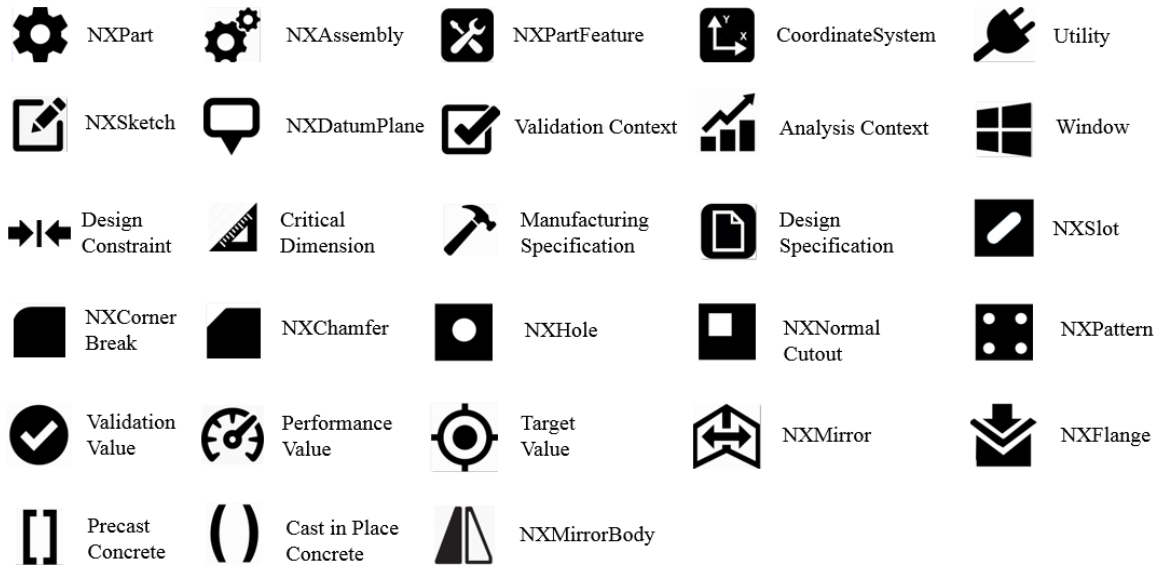 NXPart
NXAssembly
NXPartFeature
Y
X
CoordinateSystem
Utility
NXSketch
NXDatumPlane
Validation Context
Analysis Context
Window
Design
Constraint
Critical
Dimension
Manufacturing
Specification
Design
Specification
NXSlot
NXCorner
Break
NXChamfer
NXHole
NXNormal
Cutout
NXPattern
Validation
Value
Performance
Value
Target
Value
NXMirror
NXFlange
Precast
Concrete
Cast in Place
Concrete
NXMirrorBody